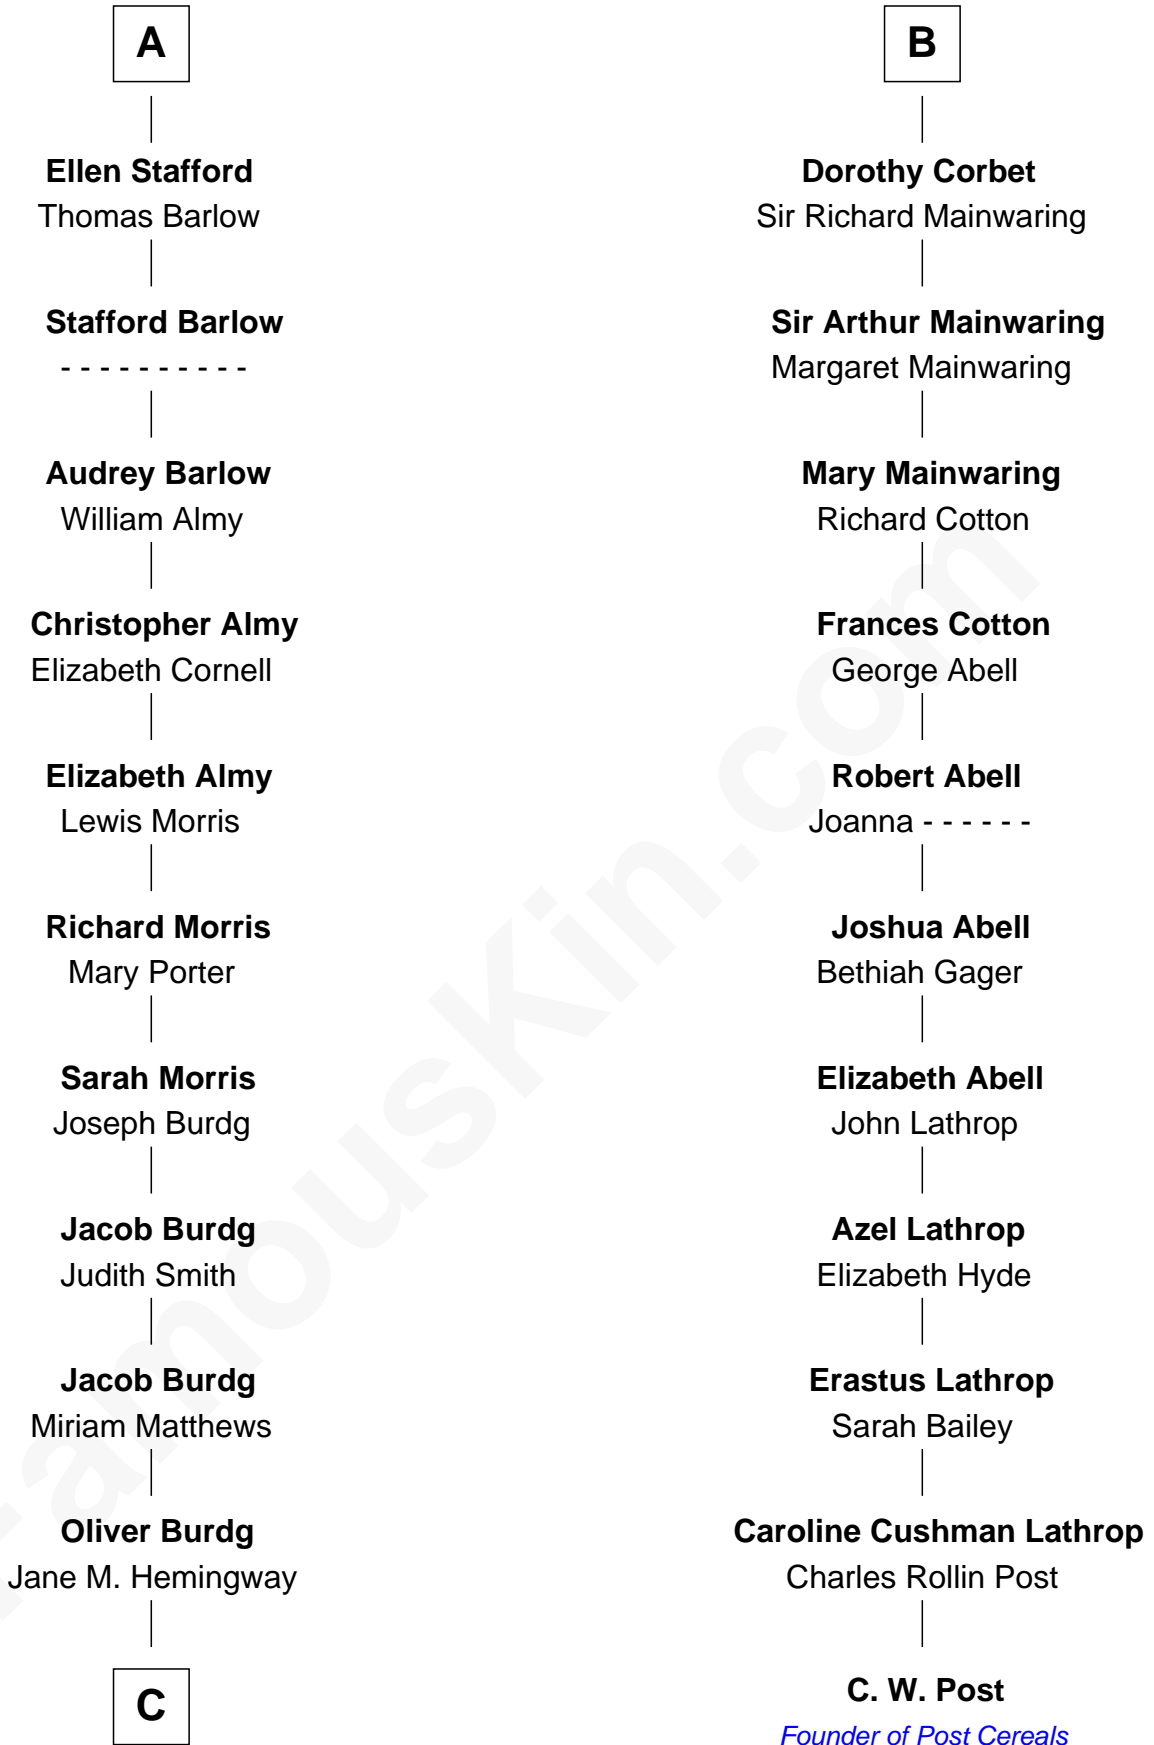 A
Ellen Stafford
Thomas Barlow
Stafford Barlow
- - - - - - - - - -
Audrey Barlow
William Almy
Christopher Almy
Elizabeth Cornell
Elizabeth Almy
Lewis Morris
Richard Morris
Mary Porter
Sarah Morris
Joseph Burdg
Jacob Burdg
Judith Smith
Jacob Burdg
Miriam Matthews
Oliver Burdg
Jane M. Hemingway
C
B
Dorothy Corbet
Sir Richard Mainwaring
Sir Arthur Mainwaring
Margaret Mainwaring
Mary Mainwaring
Richard Cotton
Frances Cotton
George Abell
Robert Abell
Joanna - - - - - -
Joshua Abell
Bethiah Gager
Elizabeth Abell
John Lathrop
Azel Lathrop
Elizabeth Hyde
Erastus Lathrop
Sarah Bailey
Caroline Cushman Lathrop
Charles Rollin Post
C. W. Post
Founder of Post Cereals
FamousKin.com